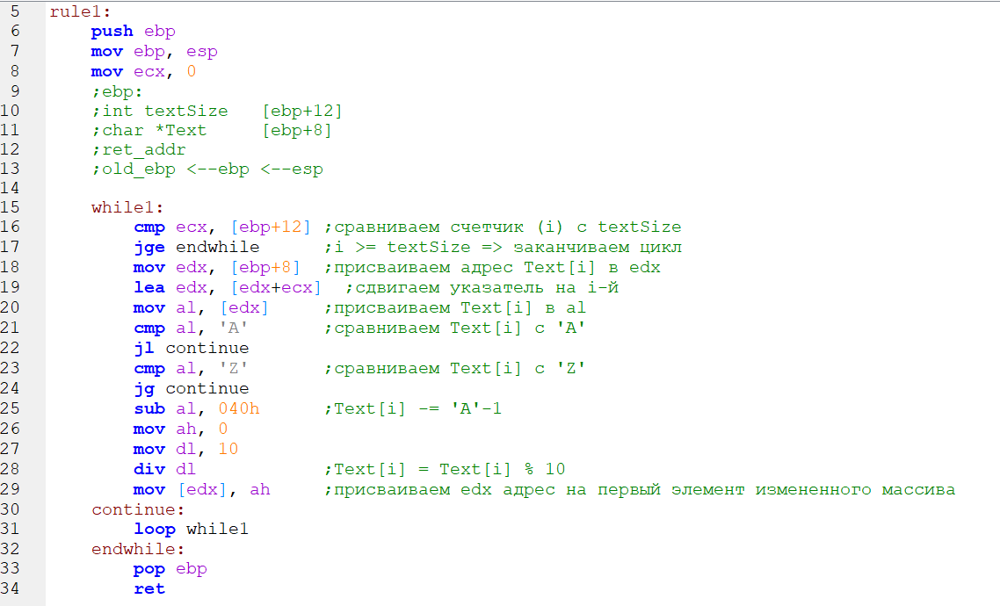 5 rule1:
6 push ebp
7 mov ebp, esp
8 mov ecx, 0
9 ;ebp:
10 ;int textSize [ebp+12]
11 ;char *Text [ebp+8]
12 ;ret_addr
13 ;old_ebp <--ebp <--esp
14
15 while1:
16 cmp ecx, [ebp+12] ;сравниваем счетчик (i) с textSize
17 jge endwhile ;i >= textSize => заканчиваем цикл
18 mov edx, [ebp+8] ;присваиваем адрес Text[i] в edx
19 lea edx, [edx+ecx] ;сдвигаем указатель на i-й
20 mov al, [edx] ;присваиваем Text[i] в al
21 cmp al, 'A' ;сравниваем Text[i] с 'A'
22 jl continue
23 cmp al, 'Z' ;сравниваем Text[i] с 'Z'
24 jg continue
25 sub al, 040h ;Text[i] -= 'A'-1
26 mov ah, 0
27 mov dl, 10
28 div dl ;Text[i] = Text[i] % 10
29 mov [edx], ah ;присваиваем edx адрес на первый элемент измененного массива
30 continue:
31 loop while1
32 endwhile:
33 pop ebp
34 ret